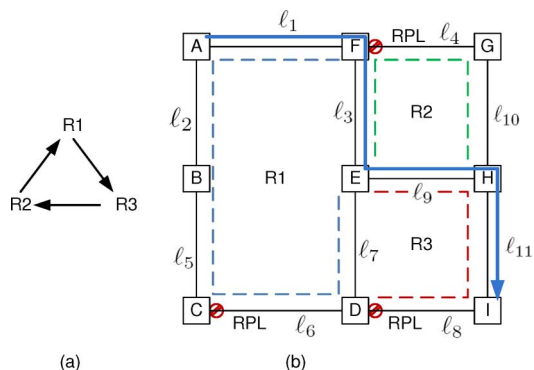 R1
R2 R3
(a)
ℓ1
A F RPL ℓ4 G
ℓ2 ℓ3 R2 ℓ10
B R1 E ℓ9 H
ℓ5 ℓ7 R3 ℓ11
C RPL ℓ6 D RPL ℓ8 I
(b)